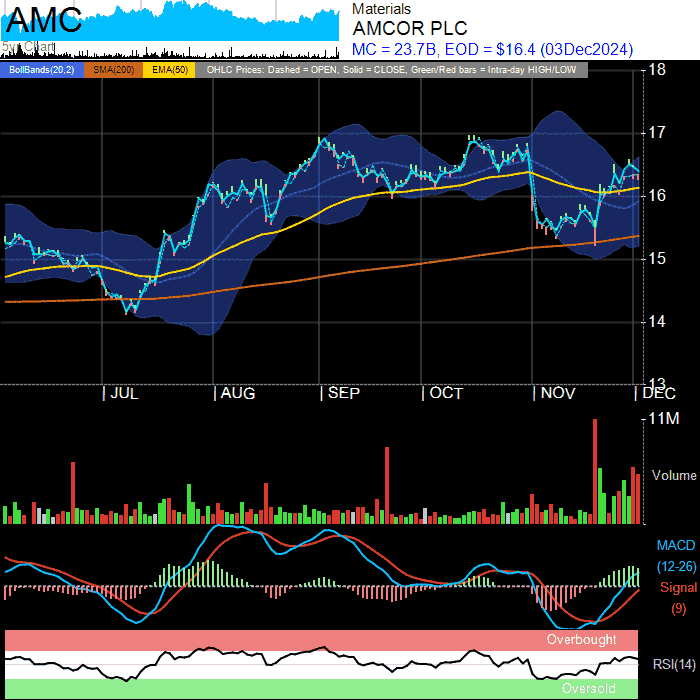 AMC
5yr Chart
Materials
AMCOR PLC
MC = 23.7B, EOD = $16.4 (03Dec2024)
BollBands(20,2) SMA(200) EMA(50) OHLC Prices: Dashed = OPEN, Solid = CLOSE, Green/Red bars = Intra-day HIGH/LOW
18
17
16
15
14
13
JUL AUG SEP OCT NOV DEC
11M
Volume
MACD
(12-26)
Signal
(9)
Overbought
RSI(14)
Oversold